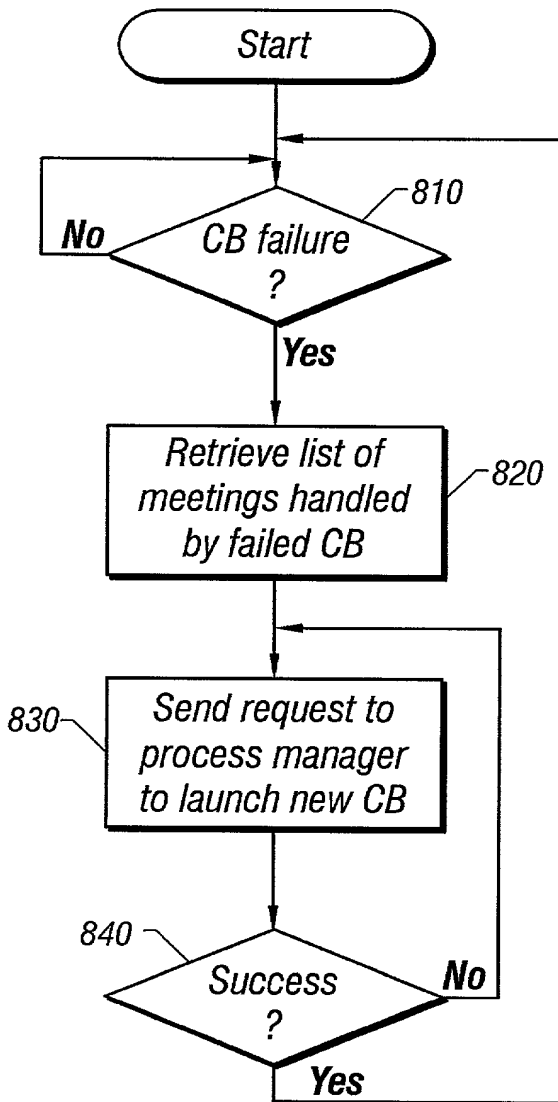 Start
810
No
CB failure
?
Yes
Retrieve list of
meetings handled
by failed CB
820
830
Send request to
process manager
to launch new CB
840
Success
?
No
Yes